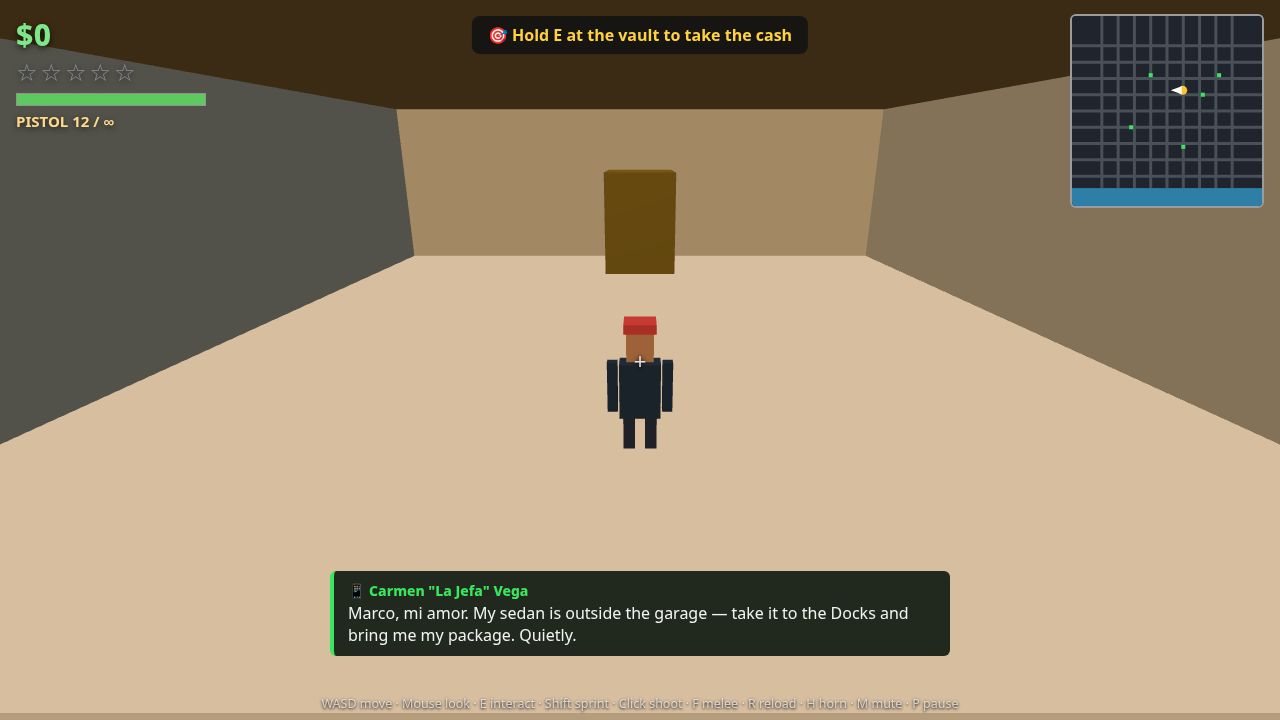 $0
☆☆☆☆☆
PISTOL 12 / ∞
🎯 Hold E at the vault to take the cash
📱 Carmen "La Jefa" Vega
Marco, mi amor. My sedan is outside the garage — take it to the Docks and
bring me my package. Quietly.
WASD move · Mouse look · E interact · Shift sprint · Click shoot · F melee · R reload · H horn · M mute · P pause